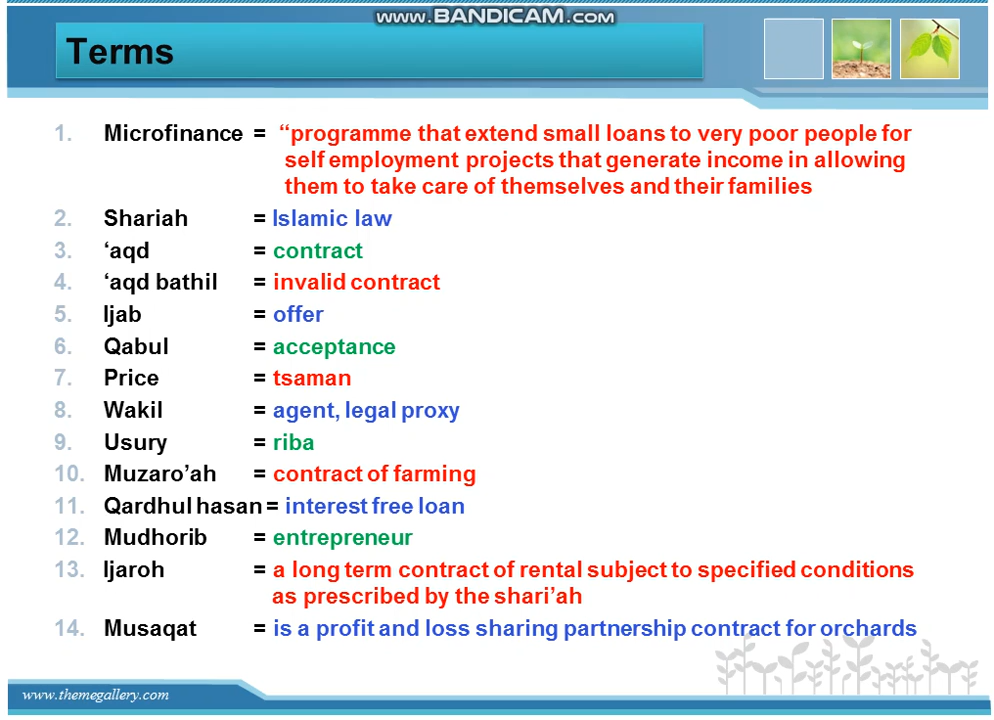 www.BANDICAM.com
Terms
1. Microfinance = “programme that extend small loans to very poor people for
self employment projects that generate income in allowing
them to take care of themselves and their families
2. Shariah = Islamic law
3. ‘aqd = contract
4. ‘aqd bathil = invalid contract
5. Ijab = offer
6. Qabul = acceptance
7. Price = tsaman
8. Wakil = agent, legal proxy
9. Usury = riba
10. Muzaro’ah = contract of farming
11. Qardhul hasan = interest free loan
12. Mudhorib = entrepreneur
13. Ijaroh = a long term contract of rental subject to specified conditions
as prescribed by the shari’ah
14. Musaqat = is a profit and loss sharing partnership contract for orchards
www.themegallery.com